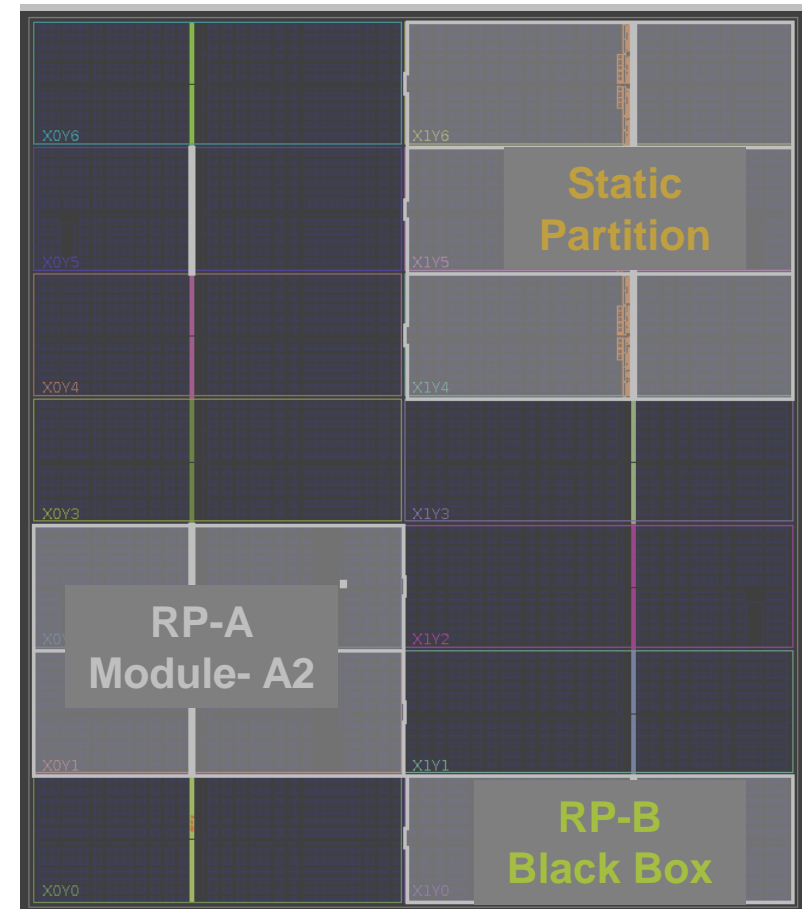 X0Y6
X1Y6
Static
Partition
X0Y5
X1Y5
X0Y4
X1Y4
X0Y3
X1Y3
RP-A
Module- A2
X1Y2
X0Y1
X1Y1
RP-B
Black Box
X0Y0
X1Y0